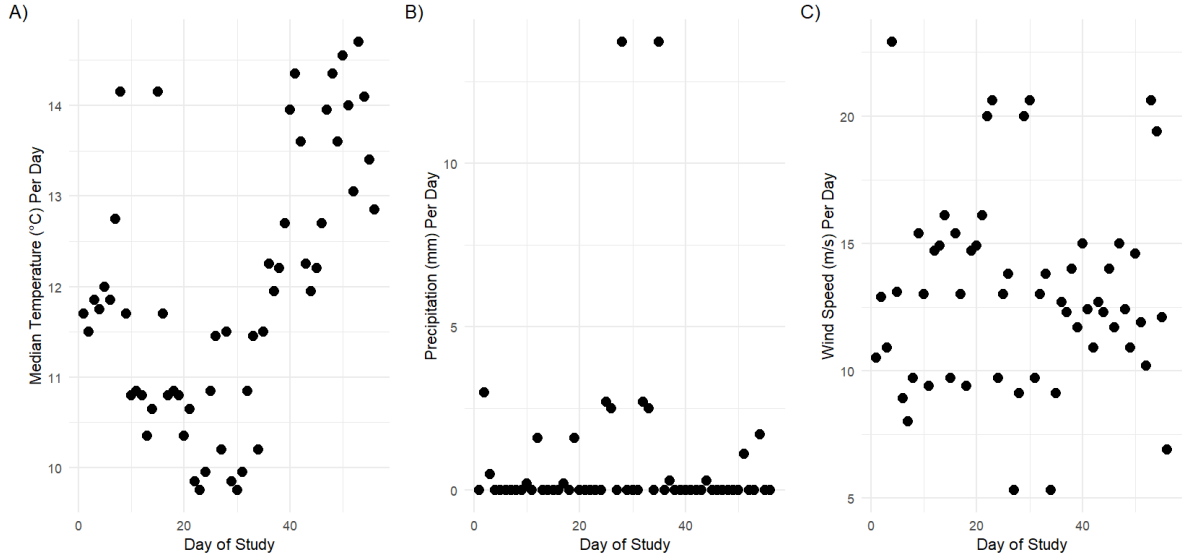 A)
Median Temperature (°C) Per Day
14
13
12
11
10
0
20
40
Day of Study
B)
Precipitation (mm) Per Day
10
5
0
0
20
40
Day of Study
C)
Wind Speed (m/s) Per Day
20
15
10
5
0
20
40
Day of Study